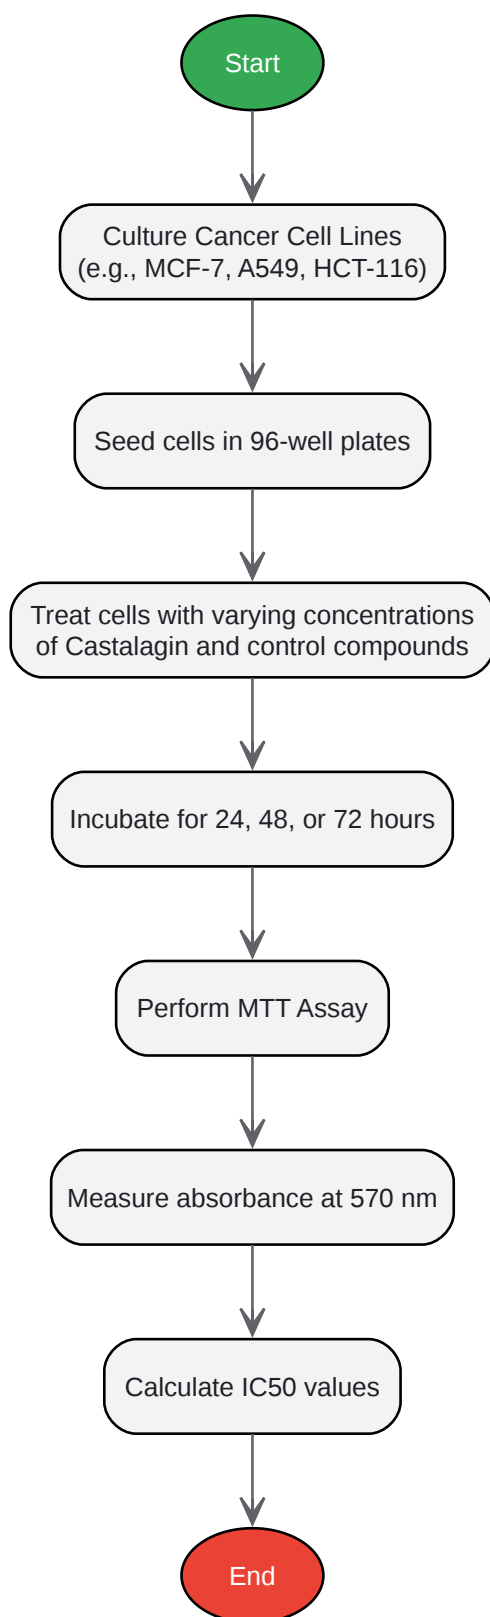 Start
Culture Cancer Cell Lines
(e.g., MCF-7, A549, HCT-116)
Seed cells in 96-well plates
Treat cells with varying concentrations
of Castalagin and control compounds
Incubate for 24, 48, or 72 hours
Perform MTT Assay
Measure absorbance at 570 nm
Calculate IC50 values
End